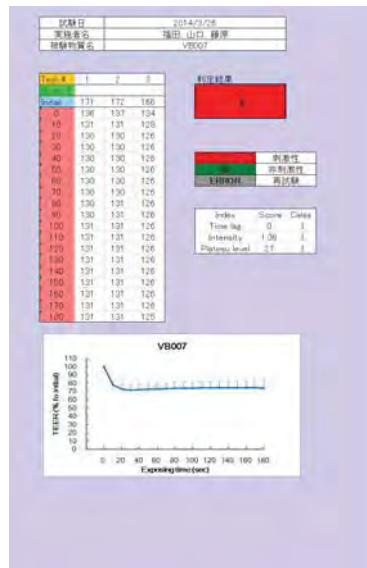 試験日 2014/3/26
実施者名 福田、山口、藤原
被験物質名 VB007
Test # 1 2 3
判定結果
Initial 171 172 166
0 136 137 134
10 131 131 128
20 130 130 126
30 130 130 126
40 130 130 126
50 130 130 126
60 130 130 126
70 130 130 126
80 130 131 126
90 130 131 126
100 131 131 126
110 131 131 126
120 131 131 126
130 131 131 126
140 131 131 126
150 131 131 126
160 131 131 126
170 131 131 126
180 131 131 125
刺激性
非刺激性
ERROR 再試験
Index Score Categ
Time lag 0
Intensity 1.36
Plateau level 27
VB007
TEER (% to initial)
110
100
90
80
70
60
50
40
30
20
10
0
0 20 40 60 80 100 120 140 160 180
Exposing time (sec)